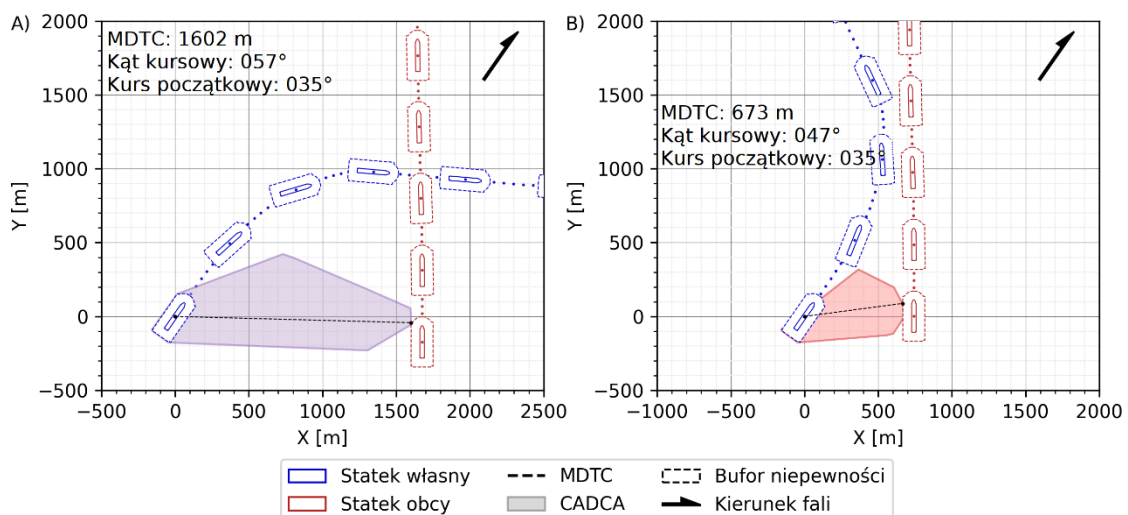 A)
MDTC: 1602 m
Kąt kursowy: 057°
Kurs początkowy: 035°
2000
1500
1000
500
0
−500
Y [m]
−500
0
500
1000
1500
2000
2500
X [m]
B)
MDTC: 673 m
Kąt kursowy: 047°
Kurs początkowy: 035°
2000
1500
1000
500
0
−500
Y [m]
−1000
−500
0
500
1000
1500
2000
X [m]
Statek własny
MDTC
Bufor niepewności
Statek obcy
CADCA
Kierunek fali